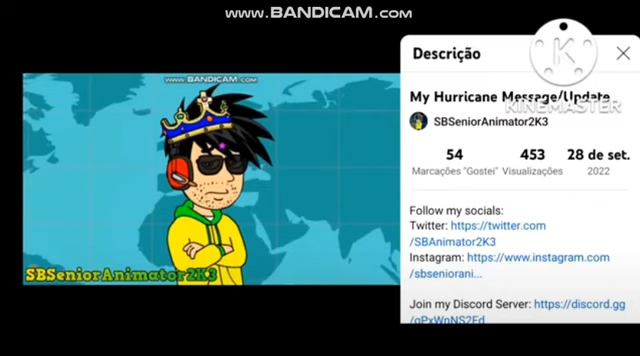 www.BANDICAM.com
www.BANDICAM.com
SBSeniorAnimator2K3
Descrição
K
KINEMASTER
My Hurricane Message/Update
SBSeniorAnimator2K3
54
453
28 de set.
Marcações "Gostei"
Visualizações
2022
Follow my socials:
Twitter: https://twitter.com
/SBAnimator2K3
Instagram: https://www.instagram.com
/sbseniorani...
Join my Discord Server: https://discord.gg